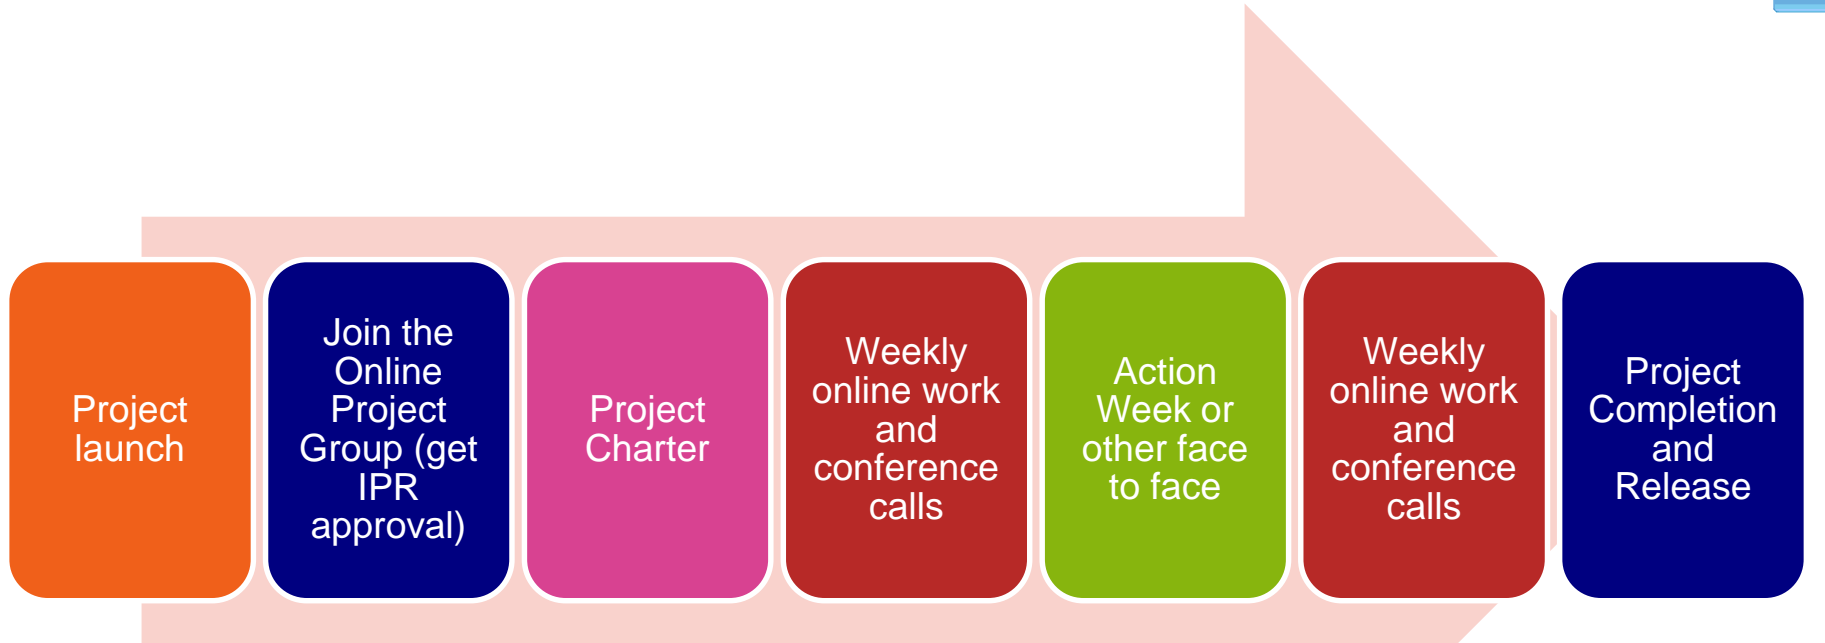 Project
launch
Join the
Online
Project
Group (get
IPR
approval)
Project
Charter
Weekly
online work
and
conference
calls
Action
Week or
other face
to face
Weekly
online work
and
conference
calls
Project
Completion
and
Release